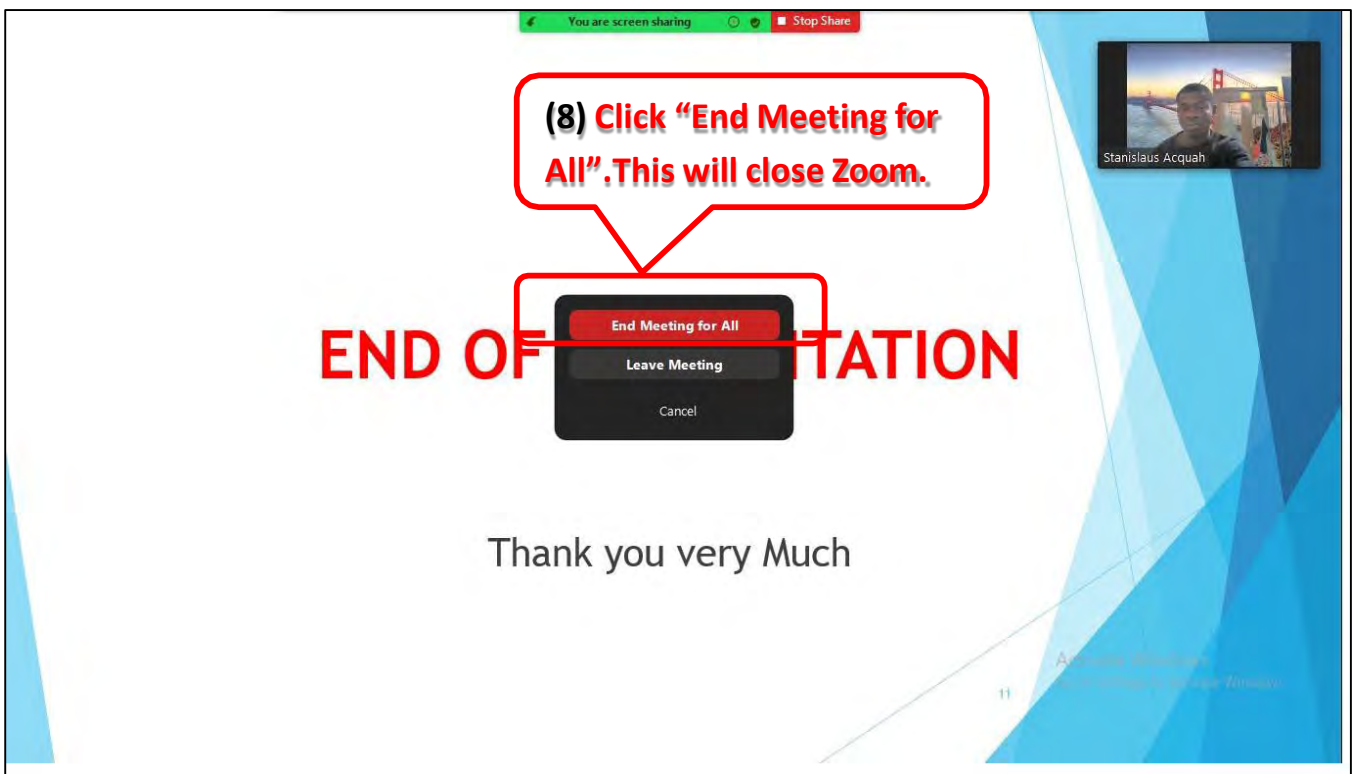 You are screen sharing
Stop Share
(8) Click “End Meeting for
All”.This will close Zoom.
Stanislaus Acquah
End Meeting for All
END OF TATION
Leave Meeting
Cancel
Thank you very Much
11